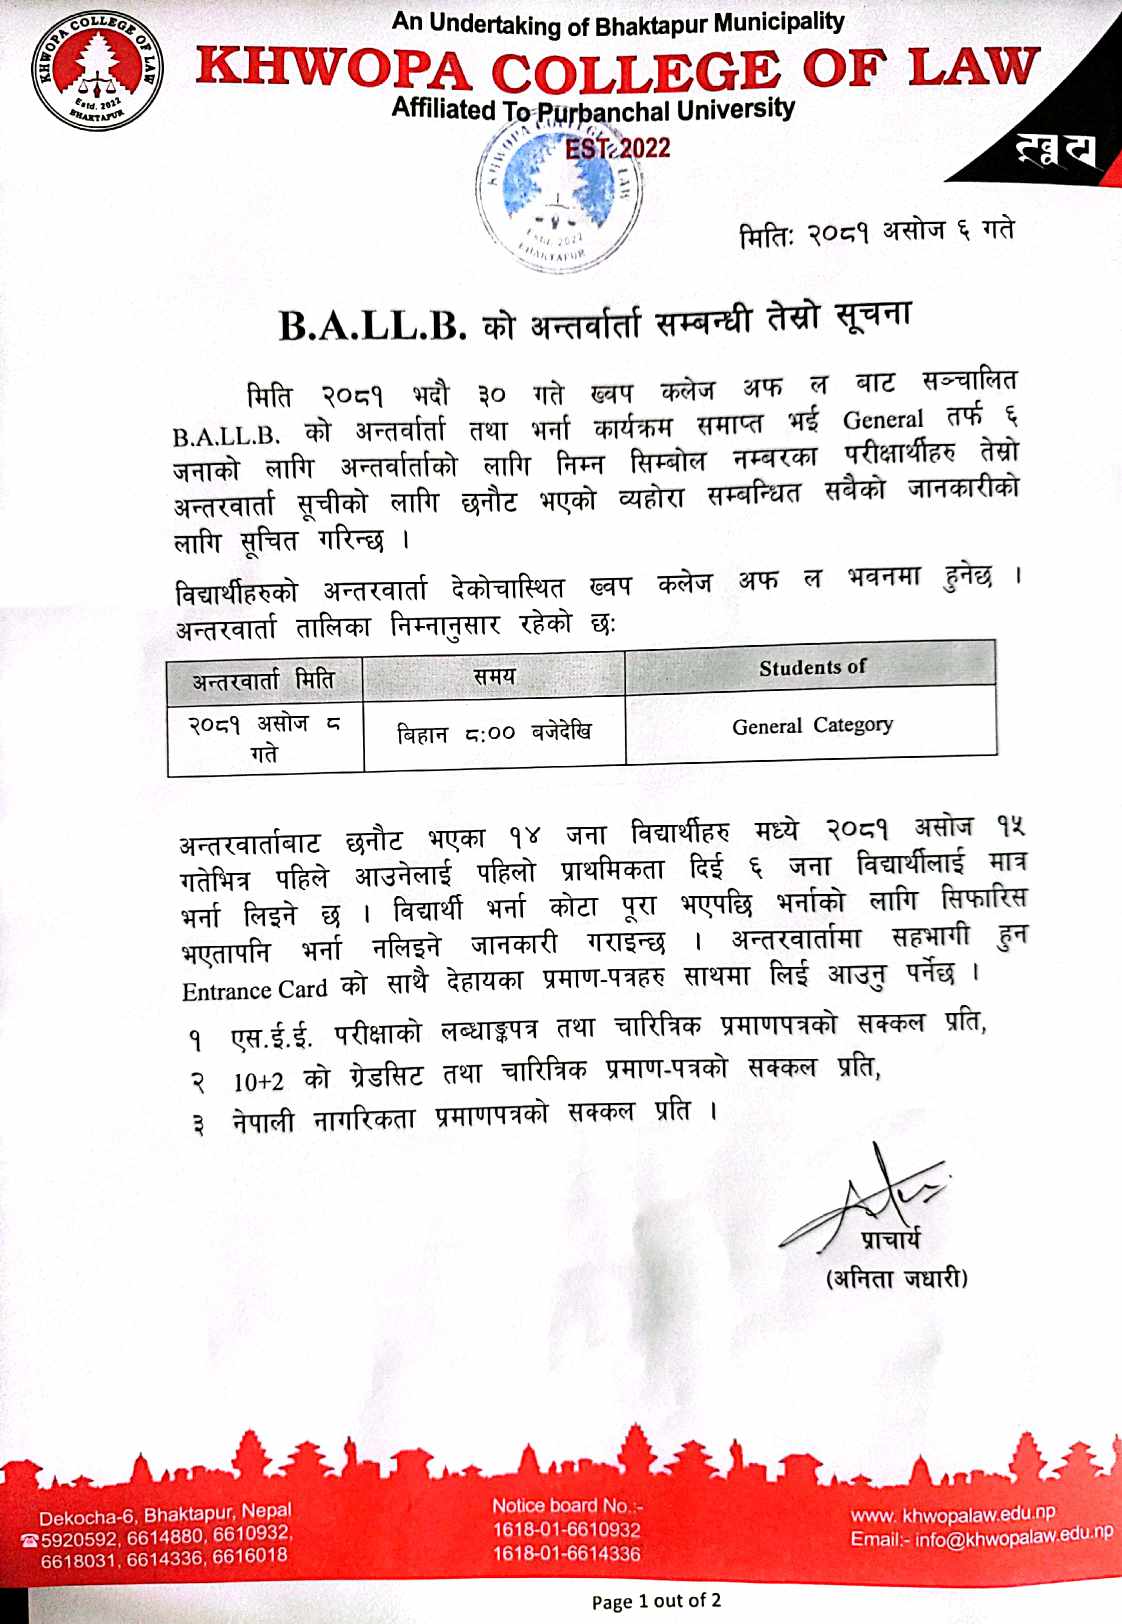 An Undertaking of Bhaktapur Municipality
KHWOPA COLLEGE OF LAW
Affiliated To Purbanchal University
EST. 2022
KHWOPA COLLEGE OF LAW
Estd. 2022
BHAKTAPUR
KHWOPA COLLEGE OF LAW
Estd. 2022
BHAKTAPUR
मितिः २०८१ असोज ६ गते
B.A.LL.B. को अन्तर्वार्ता सम्बन्धी तेस्रो सूचना
मिति २०८१ भदौ ३० गते ख्वप कलेज अफ ल बाट सञ्चालित
B.A.LL.B. को अन्तर्वार्ता तथा भर्ना कार्यक्रम समाप्त भई General तर्फ ६
जनाको लागि अन्तर्वार्ताको लागि निम्न सिम्बोल नम्बरका परीक्षार्थीहरु तेस्रो
अन्तरवार्ता सूचीको लागि छनौट भएको व्यहोरा सम्बन्धित सबैको जानकारीको
लागि सूचित गरिन्छ ।
विद्यार्थीहरुको अन्तरवार्ता देकोचास्थित ख्वप कलेज अफ ल भवनमा हुनेछ ।
अन्तरवार्ता तालिका निम्नानुसार रहेको छः
अन्तरवार्ता मिति समय Students of
२०८१ असोज ८ बिहान ८:०० बजेदेखि General Category
गते
अन्तरवार्ताबाट छनौट भएका १४ जना विद्यार्थीहरु मध्ये २०८१ असोज १५
गतेभित्र पहिले आउनेलाई पहिलो प्राथमिकता दिई ६ जना विद्यार्थीलाई मात्र
भर्ना लिइने छ । विद्यार्थी भर्ना कोटा पूरा भएपछि भर्नाको लागि सिफारिस
भएतापनि भर्ना नलिइने जानकारी गराइन्छ । अन्तरवार्तामा सहभागी हुन
Entrance Card को साथै देहायका प्रमाण-पत्रहरु साथमा लिई आउनु पर्नेछ ।
१ एस.ई.ई. परीक्षाको लब्धाङ्कपत्र तथा चारित्रिक प्रमाणपत्रको सक्कल प्रति,
२ 10+2 को ग्रेडसिट तथा चारित्रिक प्रमाण-पत्रको सक्कल प्रति,
३ नेपाली नागरिकता प्रमाणपत्रको सक्कल प्रति ।
प्राचार्य
(अनिता जधारी)
Dekocha-6, Bhaktapur, Nepal
☎5920592, 6614880, 6610932,
6618031, 6614336, 6616018
Notice board No.:-
1618-01-6610932
1618-01-6614336
www. khwopalaw.edu.np
Email:- info@khwopalaw.edu.np
Page 1 out of 2